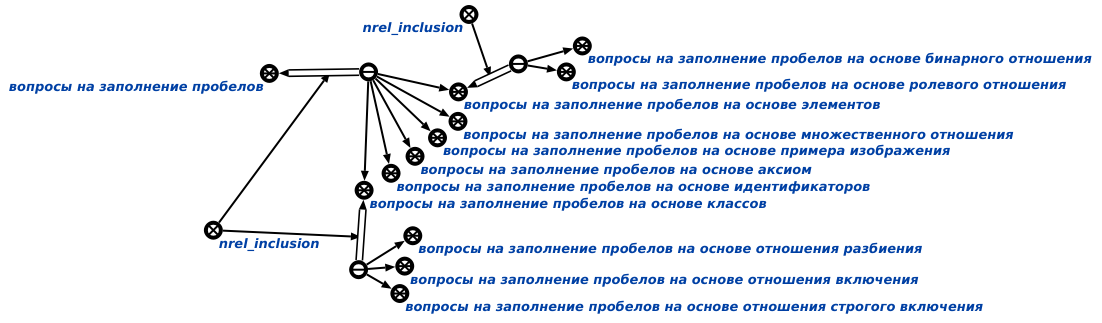 nrel_inclusion
вопросы на заполнение пробелов на основе бинарного отношения
вопросы на заполнение пробелов
вопросы на заполнение пробелов на основе ролевого отношения
вопросы на заполнение пробелов на основе элементов
вопросы на заполнение пробелов на основе множественного отношения
вопросы на заполнение пробелов на основе примера изображения
вопросы на заполнение пробелов на основе аксиом
вопросы на заполнение пробелов на основе идентификаторов
вопросы на заполнение пробелов на основе классов
nrel_inclusion
вопросы на заполнение пробелов на основе отношения разбиения
вопросы на заполнение пробелов на основе отношения включения
вопросы на заполнение пробелов на основе отношения строгого включения